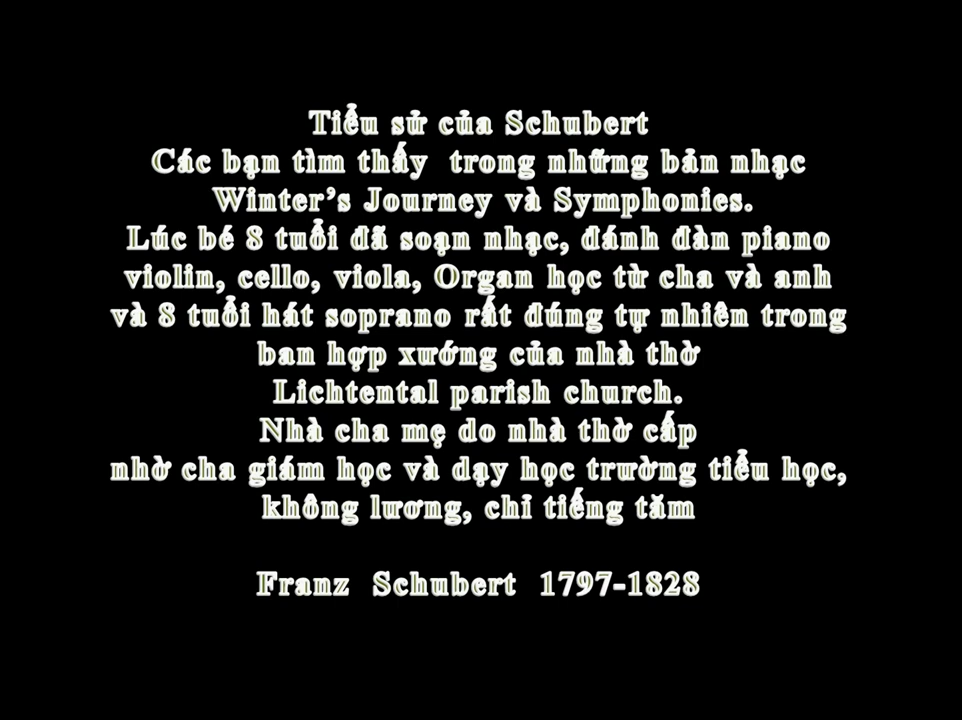 Tiểu sử của Schubert
Các bạn tìm thấy trong những bản nhạc
Winter's Journey và Symphonies.
Lúc bé 8 tuổi đã soạn nhạc, đánh đàn piano
violin, cello, viola, Organ học từ cha và anh
và 8 tuổi hát soprano rất đúng tự nhiên trong
ban hợp xướng của nhà thờ
Lichtental parish church.
Nhà cha mẹ do nhà thờ cấp
nhờ cha giám học và dạy học trường tiểu học,
không lương, chỉ tiếng tăm
Franz Schubert 1797-1828